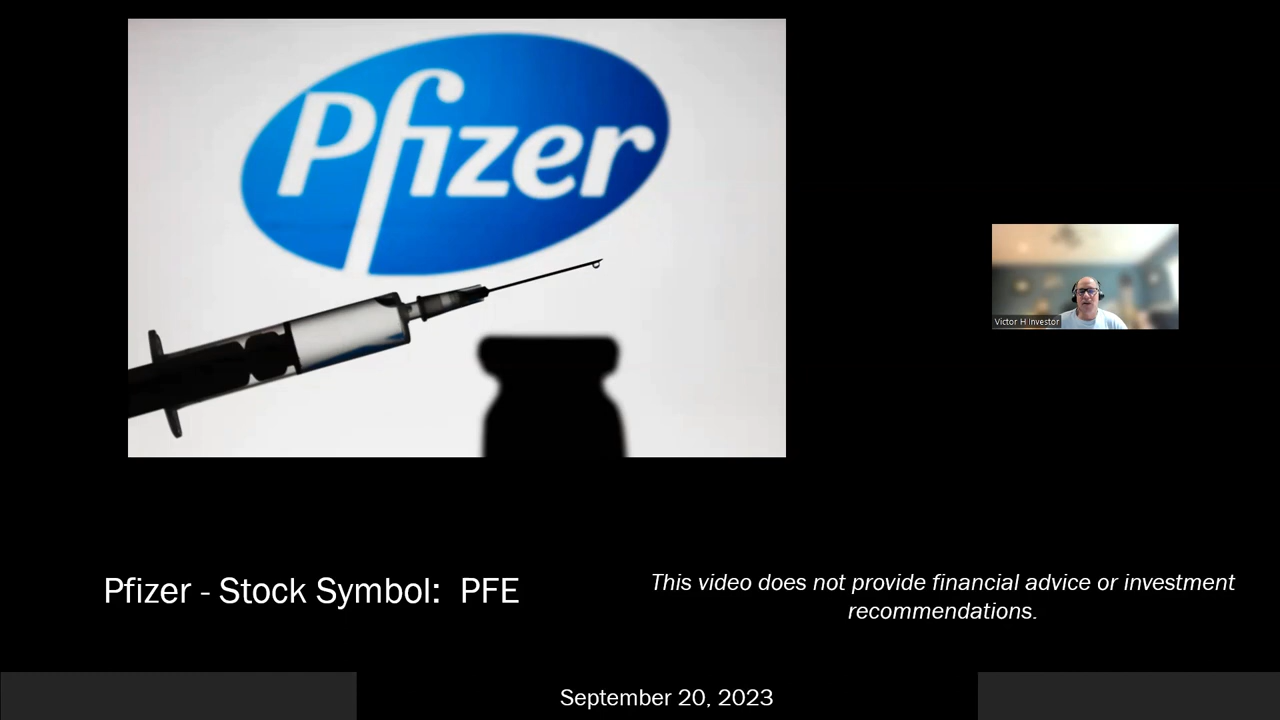 Pfizer
Victor H Investor
Pfizer - Stock Symbol:  PFE
This video does not provide financial advice or investment
recommendations.
September 20, 2023